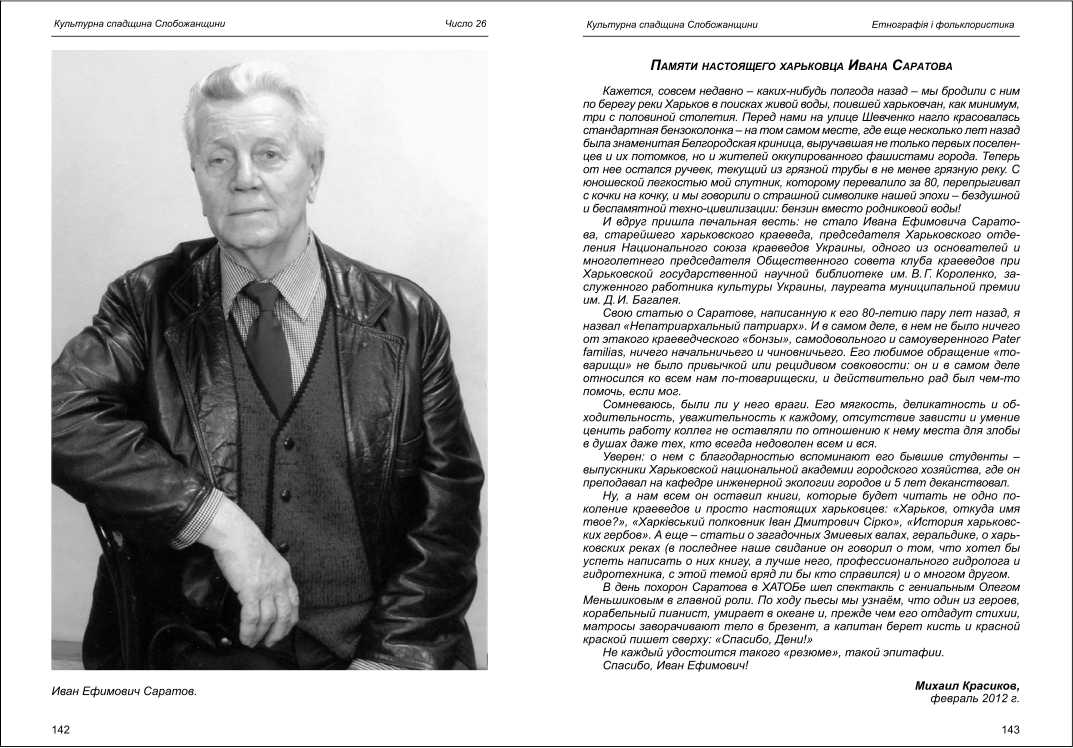 Культурна спадщина Слобожанщини
Число 26
Иван Ефимович Саратов.
142
Культурна спадщина Слобожанщини
Етнографія і фольклористика
Памяти настоящего харьковца Ивана Саратова
Кажется, совсем недавно – каких-нибудь полгода назад – мы бродили с ним
по берегу реки Харьков в поисках живой воды, поившей харьковчан, как минимум,
три с половиной столетия. Перед нами на улице Шевченко нагло красовалась
стандартная бензоколонка – на том самом месте, где еще несколько лет назад
была знаменитая Белгородская криница, выручавшая не только первых поселен-
цев и их потомков, но и жителей оккупированного фашистами города. Теперь
от нее остался ручеек, текущий из грязной трубы в не менее грязную реку. С
юношеской легкостью мой спутник, которому перевалило за 80, перепрыгивал
с кочки на кочку, и мы говорили о страшной символике нашей эпохи – бездушной
и беспамятной техно-цивилизации: бензин вместо родниковой воды!
И вдруг пришла печальная весть: не стало Ивана Ефимовича Сарато-
ва, старейшего харьковского краеведа, председателя Харьковского отде-
ления Национального союза краеведов Украины, одного из основателей и
многолетнего председателя Общественного совета клуба краеведов при
Харьковской государственной научной библиотеке им. В. Г. Короленко, за-
служенного работника культуры Украины, лауреата муниципальной премии
им. Д. И. Багалея.
Свою статью о Саратове, написанную к его 80-летию пару лет назад, я
назвал «Непатриархальный патриарх». И в самом деле, в нем не было ничего
от этакого краеведческого «бонзы», самодовольного и самоуверенного Pater
familias, ничего начальничьего и чиновничьего. Его любимое обращение «то-
варищи» не было привычкой или рецидивом совковости: он и в самом деле
относился ко всем нам по-товарищески, и действительно рад был чем-то
помочь, если мог.
Сомневаюсь, были ли у него враги. Его мягкость, деликатность и об-
ходительность, уважительность к каждому, отсутствие зависти и умение
ценить работу коллег не оставляли по отношению к нему места для злобы
в душах даже тех, кто всегда недоволен всем и вся.
Уверен: о нем с благодарностью вспоминают его бывшие студенты –
выпускники Харьковской национальной академии городского хозяйства, где он
преподавал на кафедре инженерной экологии городов и 5 лет деканствовал.
Ну, а нам всем он оставил книги, которые будет читать не одно по-
коление краеведов и просто настоящих харьковцев: «Харьков, откуда имя
твое?», «Харківський полковник Іван Дмитрович Сірко», «История харьковс-
ких гербов». А еще – статьи о загадочных Змиевых валах, геральдике, о харь-
ковских реках (в последнее наше свидание он говорил о том, что хотел бы
успеть написать о них книгу, а лучше него, профессионального гидролога и
гидротехника, с этой темой вряд ли бы кто справился) и о многом другом.
В день похорон Саратова в ХАТОБе шел спектакль с гениальным Олегом
Меньшиковым в главной роли. По ходу пьесы мы узнаём, что один из героев,
корабельный пианист, умирает в океане и, прежде чем его отдадут стихии,
матросы заворачивают тело в брезент, а капитан берет кисть и красной
краской пишет сверху: «Спасибо, Дени!»
Не каждый удостоится такого «резюме», такой эпитафии.
Спасибо, Иван Ефимович!
Михаил Красиков,
февраль 2012 г.
143